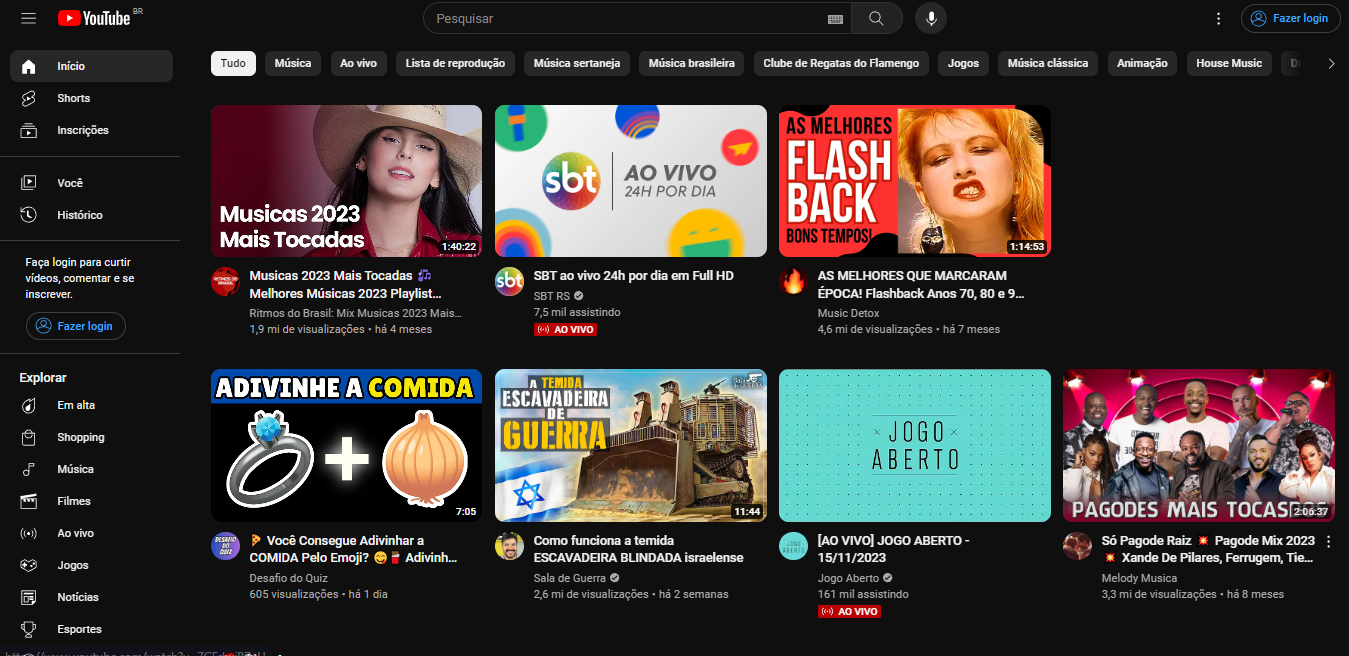 YouTube BR
Pesquisar
Fazer login
Início
Shorts
Inscrições
Você
Histórico
Faça login para curtir
vídeos, comentar e se
inscrever.
Fazer login
Explorar
Em alta
Shopping
Música
Filmes
Ao vivo
Jogos
Notícias
Esportes
Tudo
Música
Ao vivo
Lista de reprodução
Música sertaneja
Música brasileira
Clube de Regatas do Flamengo
Jogos
Música clássica
Animação
House Music
Musicas 2023
Mais Tocadas
1:40:22
RITMOS DO
BRASIL
Musicas 2023 Mais Tocadas 🎶
Melhores Músicas 2023 Playlist...
Ritmos do Brasil: Mix Musicas 2023 Mais...
1,9 mi de visualizações • há 4 meses
sbt
AO VIVO
24H POR DIA
sbt
SBT ao vivo 24h por dia em Full HD
SBT RS
7,5 mil assistindo
AO VIVO
AS MELHORES
FLASH
BACK
BONS TEMPOS!
1:14:53
AS MELHORES QUE MARCARAM
ÉPOCA! Flashback Anos 70, 80 e 9...
Music Detox
4,6 mi de visualizações • há 7 meses
ADIVINHE A COMIDA
7:05
DESAFIO
DO
QUIZ
🍕 Você Consegue Adivinhar a
COMIDA Pelo Emoji? 😋🍫 Adivinh...
Desafio do Quiz
605 visualizações • há 1 dia
A TEMIDA
ESCAVADEIRA
DE
GUERRA
11:44
Como funciona a temida
ESCAVADEIRA BLINDADA israelense
Sala de Guerra
2,6 mi de visualizações • há 2 semanas
JOGO
ABERTO
JOGO
ABERTO
[AO VIVO] JOGO ABERTO -
15/11/2023
Jogo Aberto
161 mil assistindo
AO VIVO
PAGODES MAIS TOCADOS
2:06:37
Só Pagode Raiz 💥 Pagode Mix 2023
💥 Xande De Pilares, Ferrugem, Tie...
Melody Musica
3,3 mi de visualizações • há 8 meses